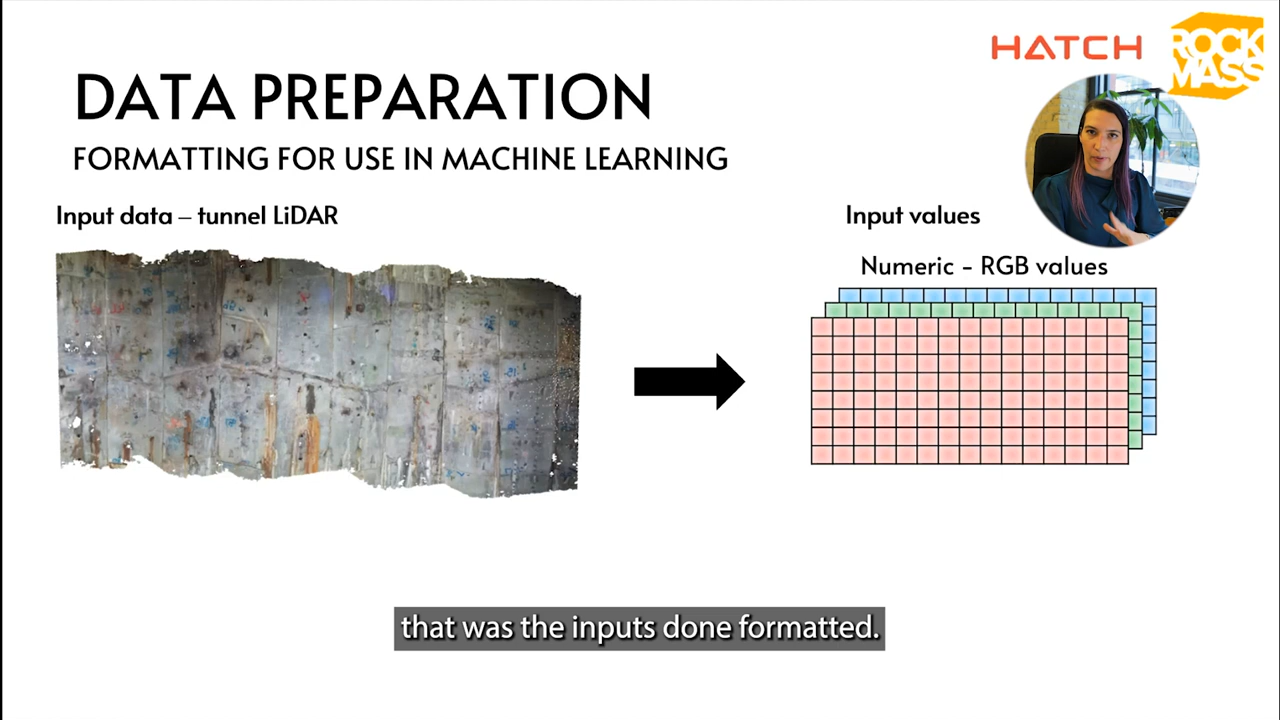 HATCH
ROCK
MASS
DATA PREPARATION
FORMATTING FOR USE IN MACHINE LEARNING
Input data – tunnel LiDAR
Input values
Numeric - RGB values
that was the inputs done formatted.